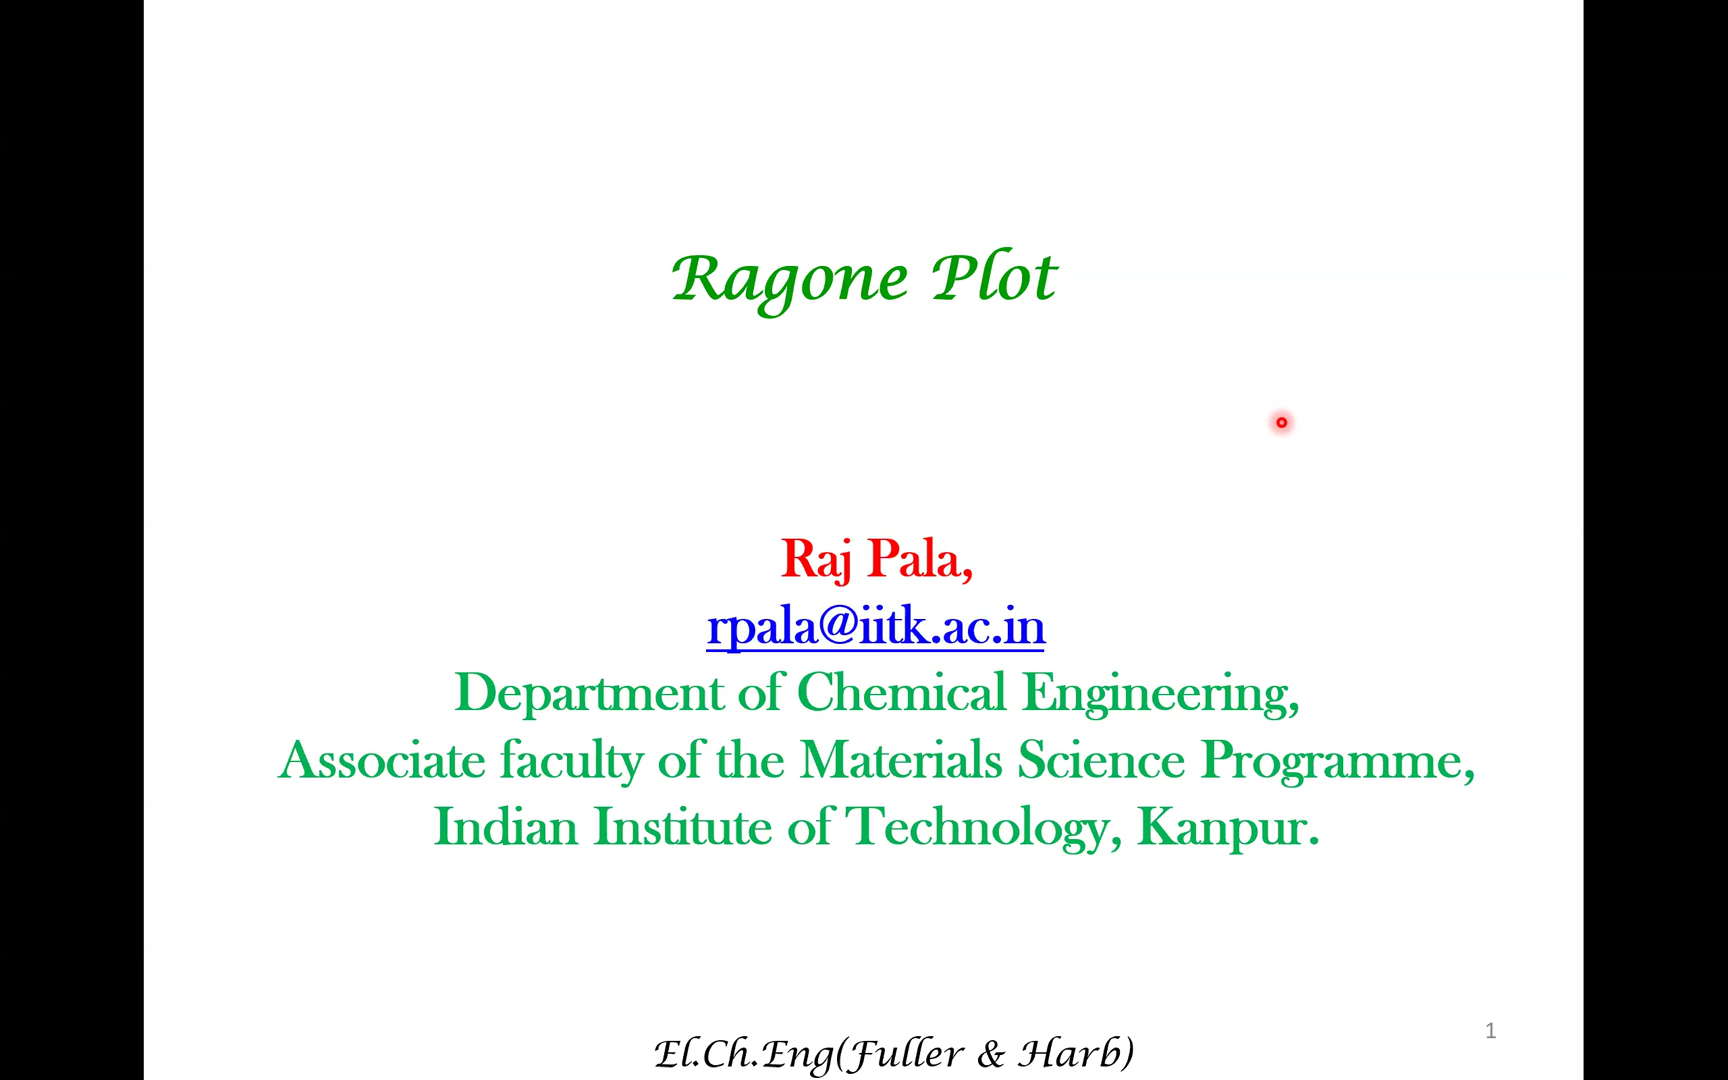 Ragone Plot
Raj Pala,
rpala@iitk.ac.in
Department of Chemical Engineering,
Associate faculty of the Materials Science Programme,
Indian Institute of Technology, Kanpur.
El.Ch.Eng(Fuller & Harb)
1